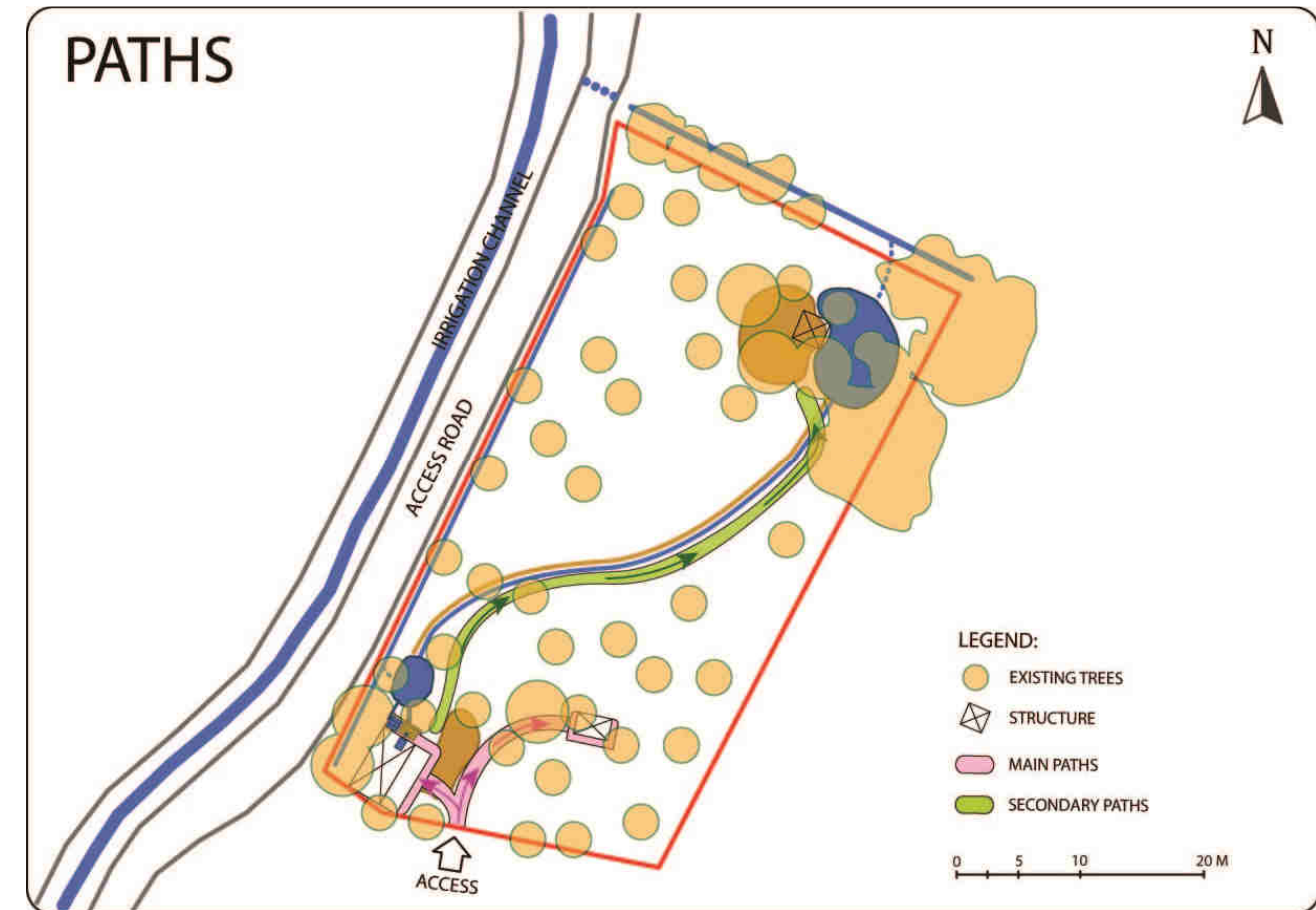 PATHS
N
IRRIGATION CHANNEL
ACCESS ROAD
LEGEND:
EXISTING TREES
STRUCTURE
MAIN PATHS
SECONDARY PATHS
0 5 10 20 M
ACCESS